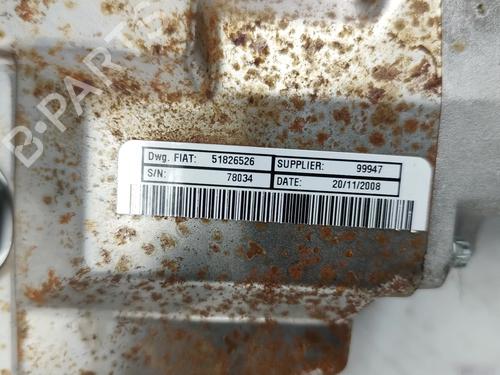 B-PARTS
Dwg. FIAT: 51826526 SUPPLIER: 99947
S/N: 78034 DATE: 20/11/2008